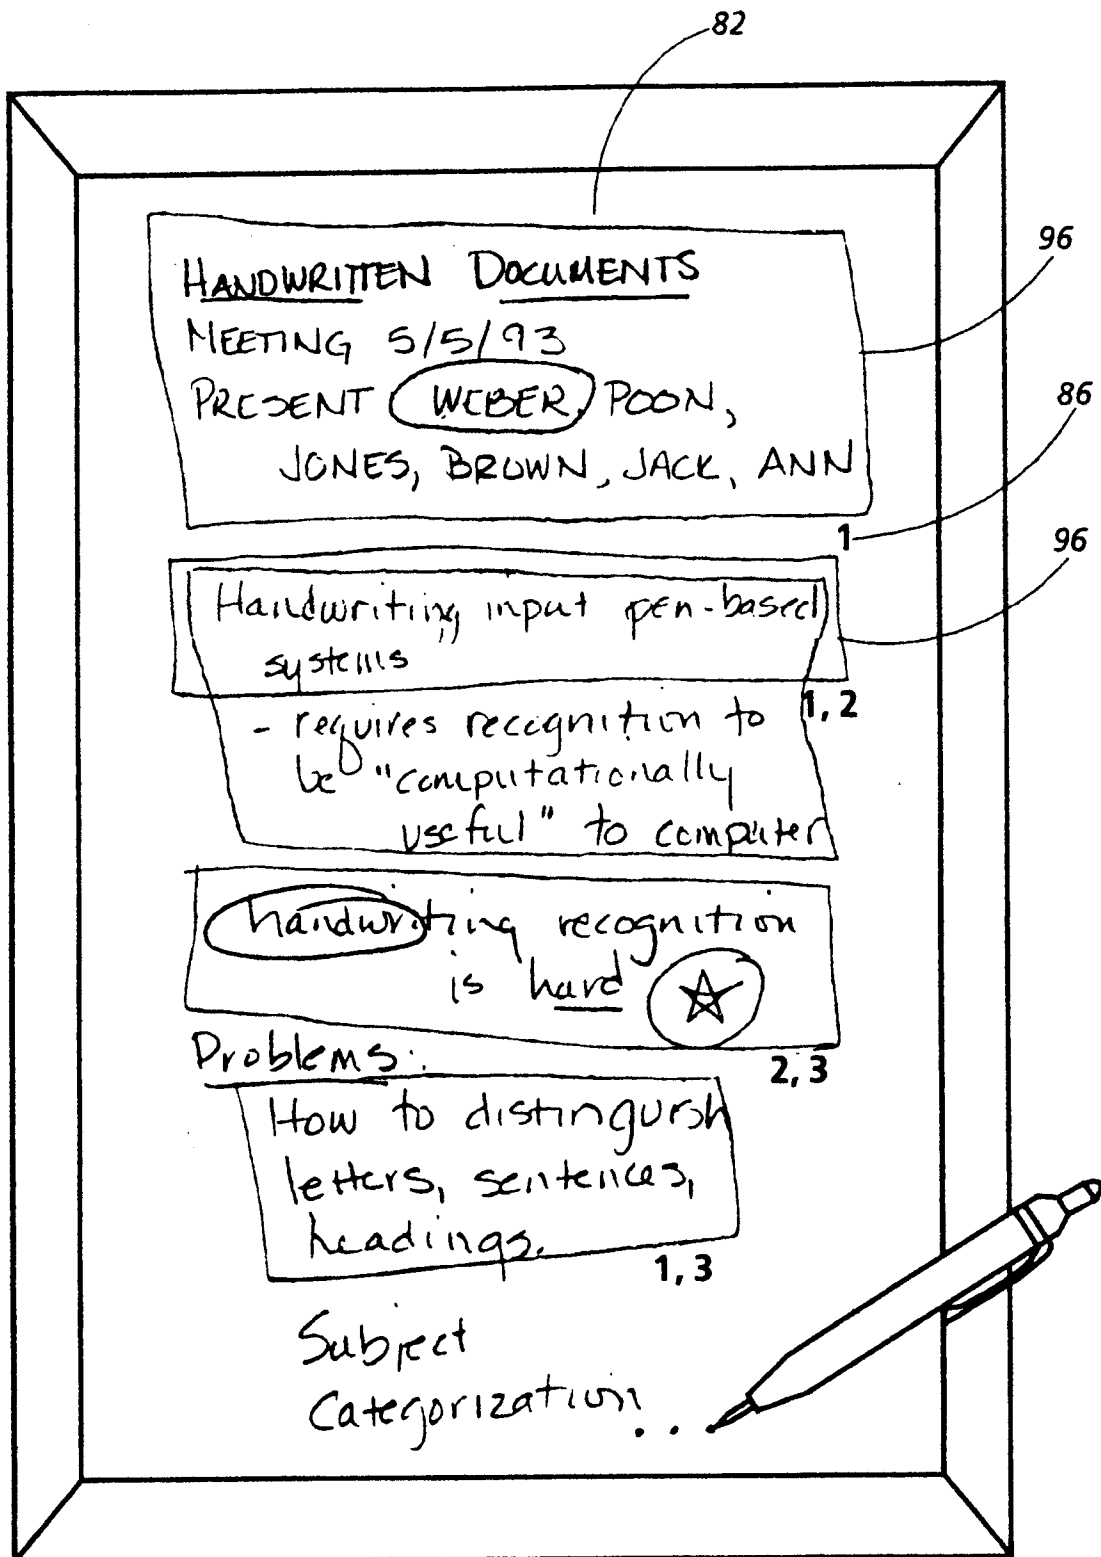 82
HANDWRITTEN DOCUMENTS
96
MEETING 5/5/93
PRESENT WEBER, POON,
86
JONES, BROWN, JACK, ANN
1
96
Handwriting input pen-based
systems"
1, 2
- requires recognition to
be "computationally
useful" to computer
handwriting recognition
is hard
Problems:
2, 3
How to distinguish
letters, sentences,
headings.
1, 3
Subject
Categorization...